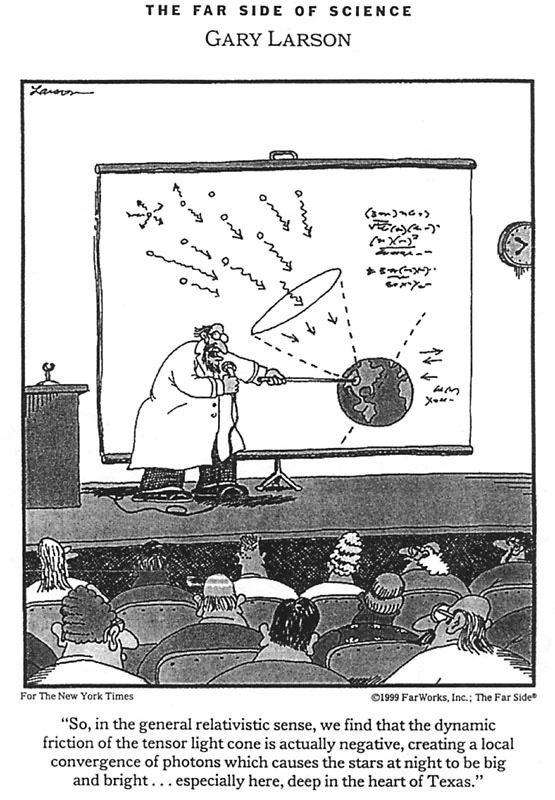 THE FAR SIDE OF SCIENCE
GARY LARSON
Larson
For The New York Times
©1999 FarWorks, Inc.; The Far Side®
“So, in the general relativistic sense, we find that the dynamic
friction of the tensor light cone is actually negative, creating a local
convergence of photons which causes the stars at night to be big
and bright . . . especially here, deep in the heart of Texas.”